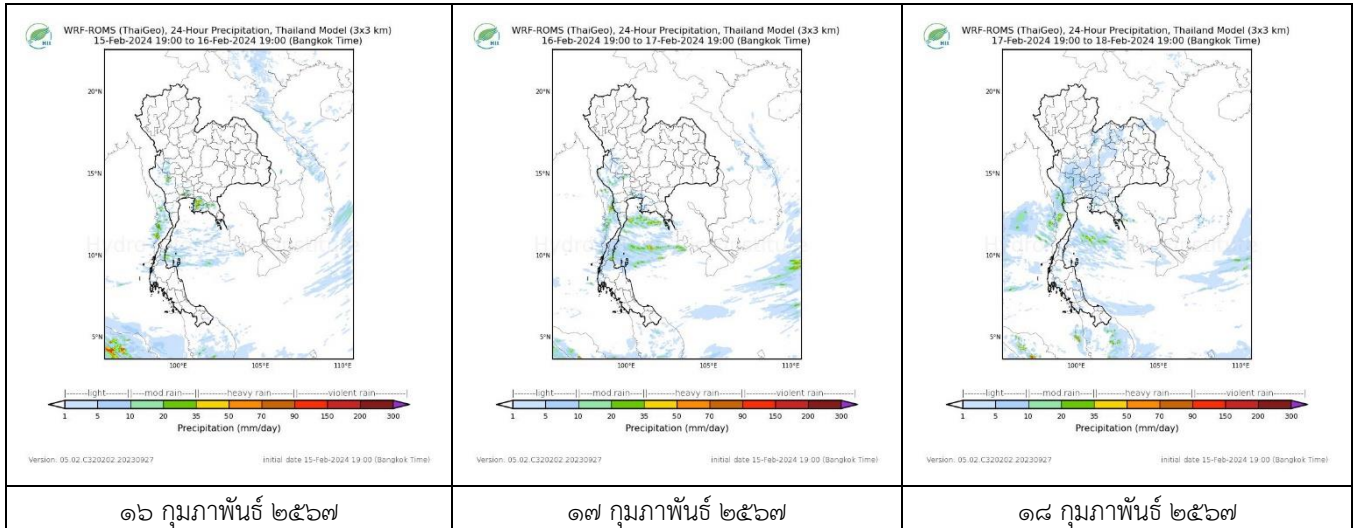 WRF-ROMS (ThaiGeo), 24-Hour Precipitation, Thailand Model (3x3 km)
15-Feb-2024 19:00 to 16-Feb-2024 19:00 (Bangkok Time)
20°N
15°N
10°N
5°N
100°E
105°E
110°E
light
mod rain
heavy rain
violent rain
1 5 10 20 35 50 70 90 150 200 300
Precipitation (mm/day)
Version: 05.02.C320202.20230927
initial date 15-Feb-2024 19:00 (Bangkok Time)
๑๖ กุมภาพันธ์ ๒๕๖๗
WRF-ROMS (ThaiGeo), 24-Hour Precipitation, Thailand Model (3x3 km)
16-Feb-2024 19:00 to 17-Feb-2024 19:00 (Bangkok Time)
20°N
15°N
10°N
5°N
100°E
105°E
110°E
light
mod rain
heavy rain
violent rain
1 5 10 20 35 50 70 90 150 200 300
Precipitation (mm/day)
Version: 05.02.C320202.20230927
initial date 15-Feb-2024 19:00 (Bangkok Time)
๑๗ กุมภาพันธ์ ๒๕๖๗
WRF-ROMS (ThaiGeo), 24-Hour Precipitation, Thailand Model (3x3 km)
17-Feb-2024 19:00 to 18-Feb-2024 19:00 (Bangkok Time)
20°N
15°N
10°N
5°N
100°E
105°E
110°E
light
mod rain
heavy rain
violent rain
1 5 10 20 35 50 70 90 150 200 300
Precipitation (mm/day)
Version: 05.02.C320202.20230927
initial date 15-Feb-2024 19:00 (Bangkok Time)
๑๘ กุมภาพันธ์ ๒๕๖๗